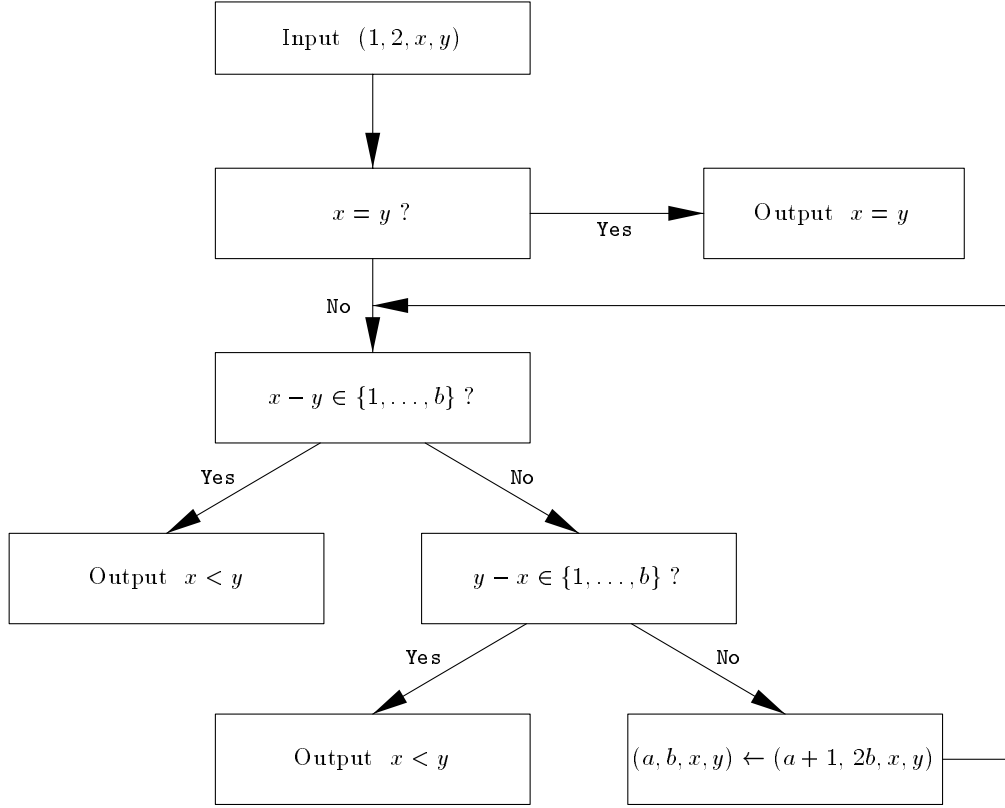 Input (1, 2, x, y)
x = y ?
Yes
Output x = y
No
x − y ∈ {1, . . . , b} ?
Yes
No
Output x < y
y − x ∈ {1, . . . , b} ?
Yes
No
Output x < y
(a, b, x, y) ← (a + 1, 2b, x, y)